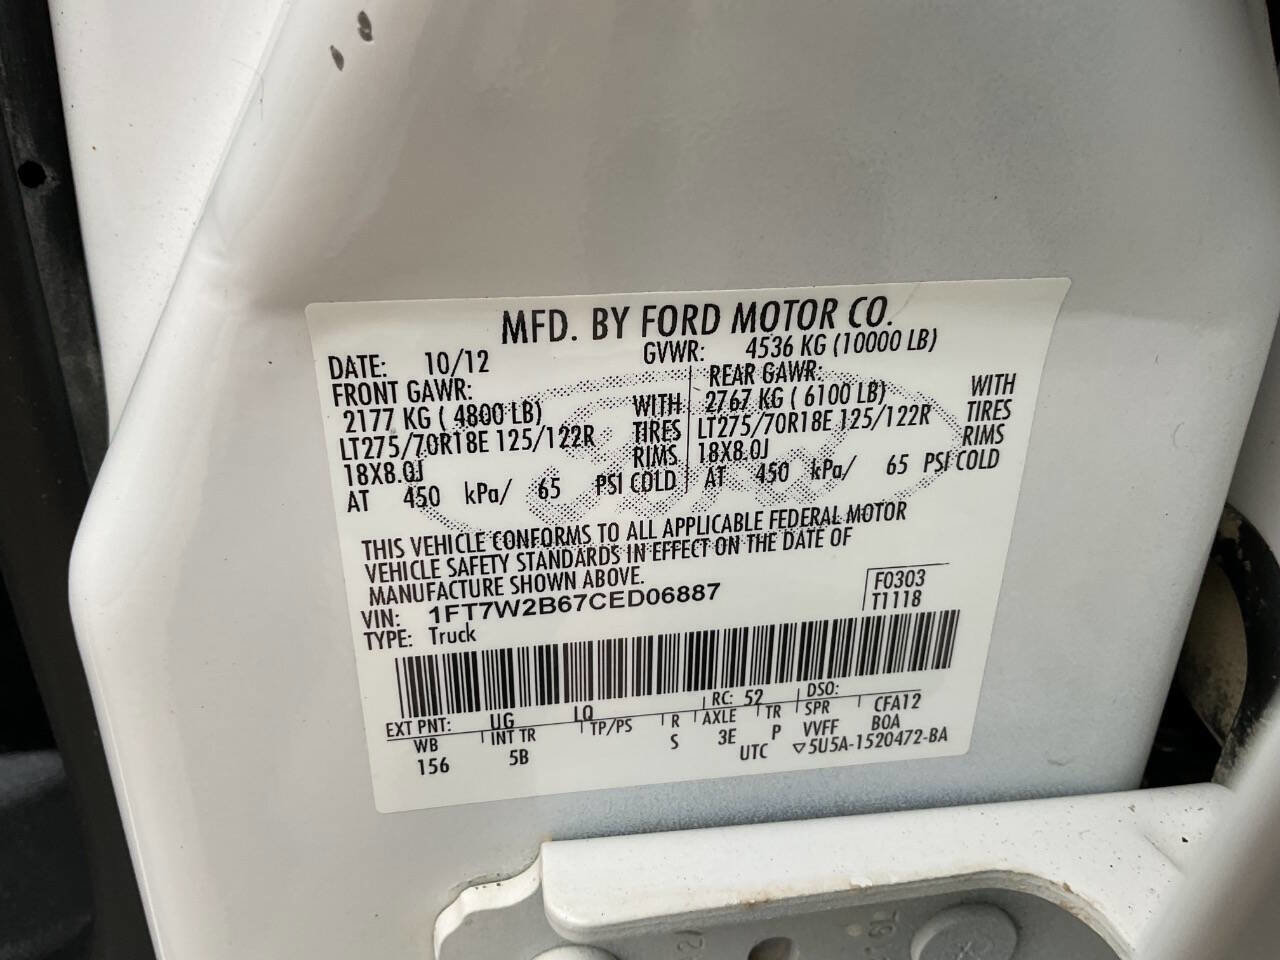 MFD. BY FORD MOTOR CO.
DATE: 10/12 GVWR: 4536 KG (10000 LB)
FRONT GAWR: REAR GAWR:
2177 KG ( 4800 LB) WITH 2767 KG ( 6100 LB) WITH
LT275/70R18E 125/122R TIRES LT275/70R18E 125/122R TIRES
18X8.0J RIMS 18X8.0J RIMS
AT 450 kPa/ 65 PSI COLD AT 450 kPa/ 65 PSI COLD
THIS VEHICLE CONFORMS TO ALL APPLICABLE FEDERAL MOTOR
VEHICLE SAFETY STANDARDS IN EFFECT ON THE DATE OF
MANUFACTURE SHOWN ABOVE.
VIN: 1FT7W2B67CED06887 F0303
TYPE: Truck T1118
EXT PNT: UG LQ RC: 52 DSO:
WB INT TR TP/PS R AXLE TR SPR CFA12
156 5B S 3E P VVFF B0A
UTC ▽5U5A-1520472-BA